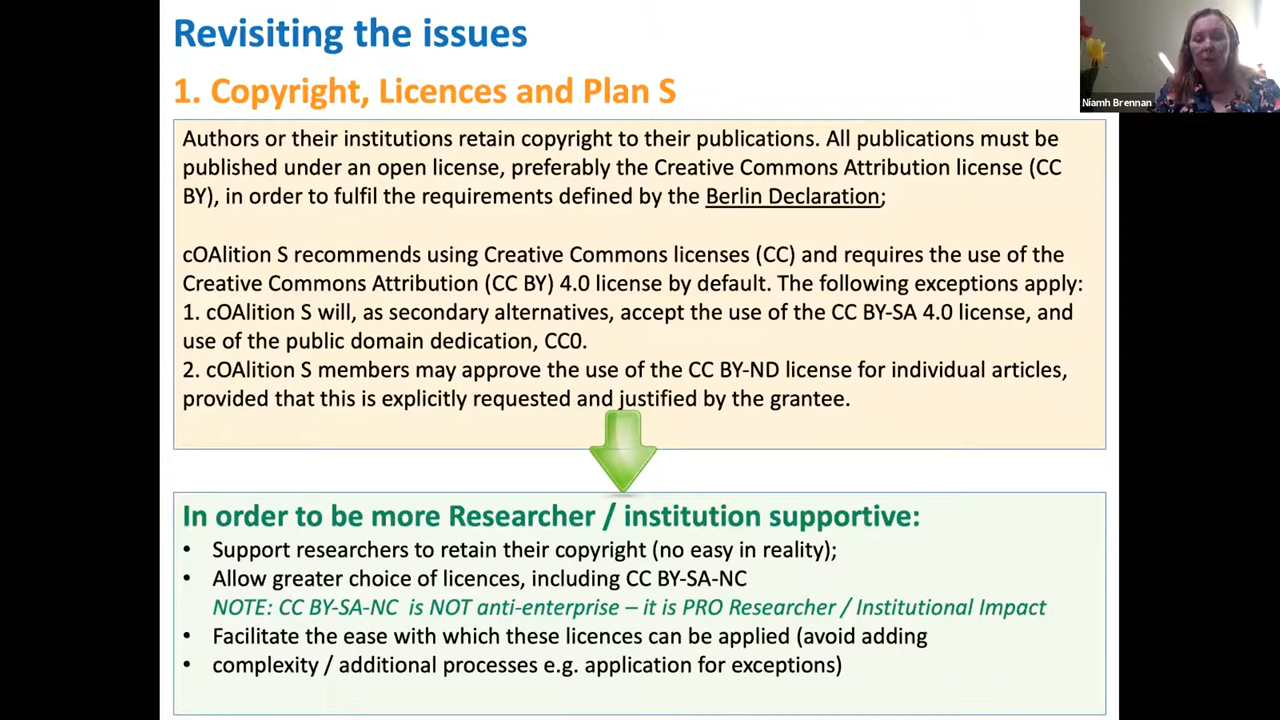 Revisiting the issues
1. Copyright, Licences and Plan S
Niamh Brennan
Authors or their institutions retain copyright to their publications. All publications must be
published under an open license, preferably the Creative Commons Attribution license (CC
BY), in order to fulfil the requirements defined by the Berlin Declaration;
cOAlition S recommends using Creative Commons licenses (CC) and requires the use of the
Creative Commons Attribution (CC BY) 4.0 license by default. The following exceptions apply:
1. cOAlition S will, as secondary alternatives, accept the use of the CC BY-SA 4.0 license, and
use of the public domain dedication, CC0.
2. cOAlition S members may approve the use of the CC BY-ND license for individual articles,
provided that this is explicitly requested and justified by the grantee.
In order to be more Researcher / institution supportive:
• Support researchers to retain their copyright (no easy in reality);
• Allow greater choice of licences, including CC BY-SA-NC
NOTE: CC BY-SA-NC is NOT anti-enterprise – it is PRO Researcher / Institutional Impact
• Facilitate the ease with which these licences can be applied (avoid adding
• complexity / additional processes e.g. application for exceptions)